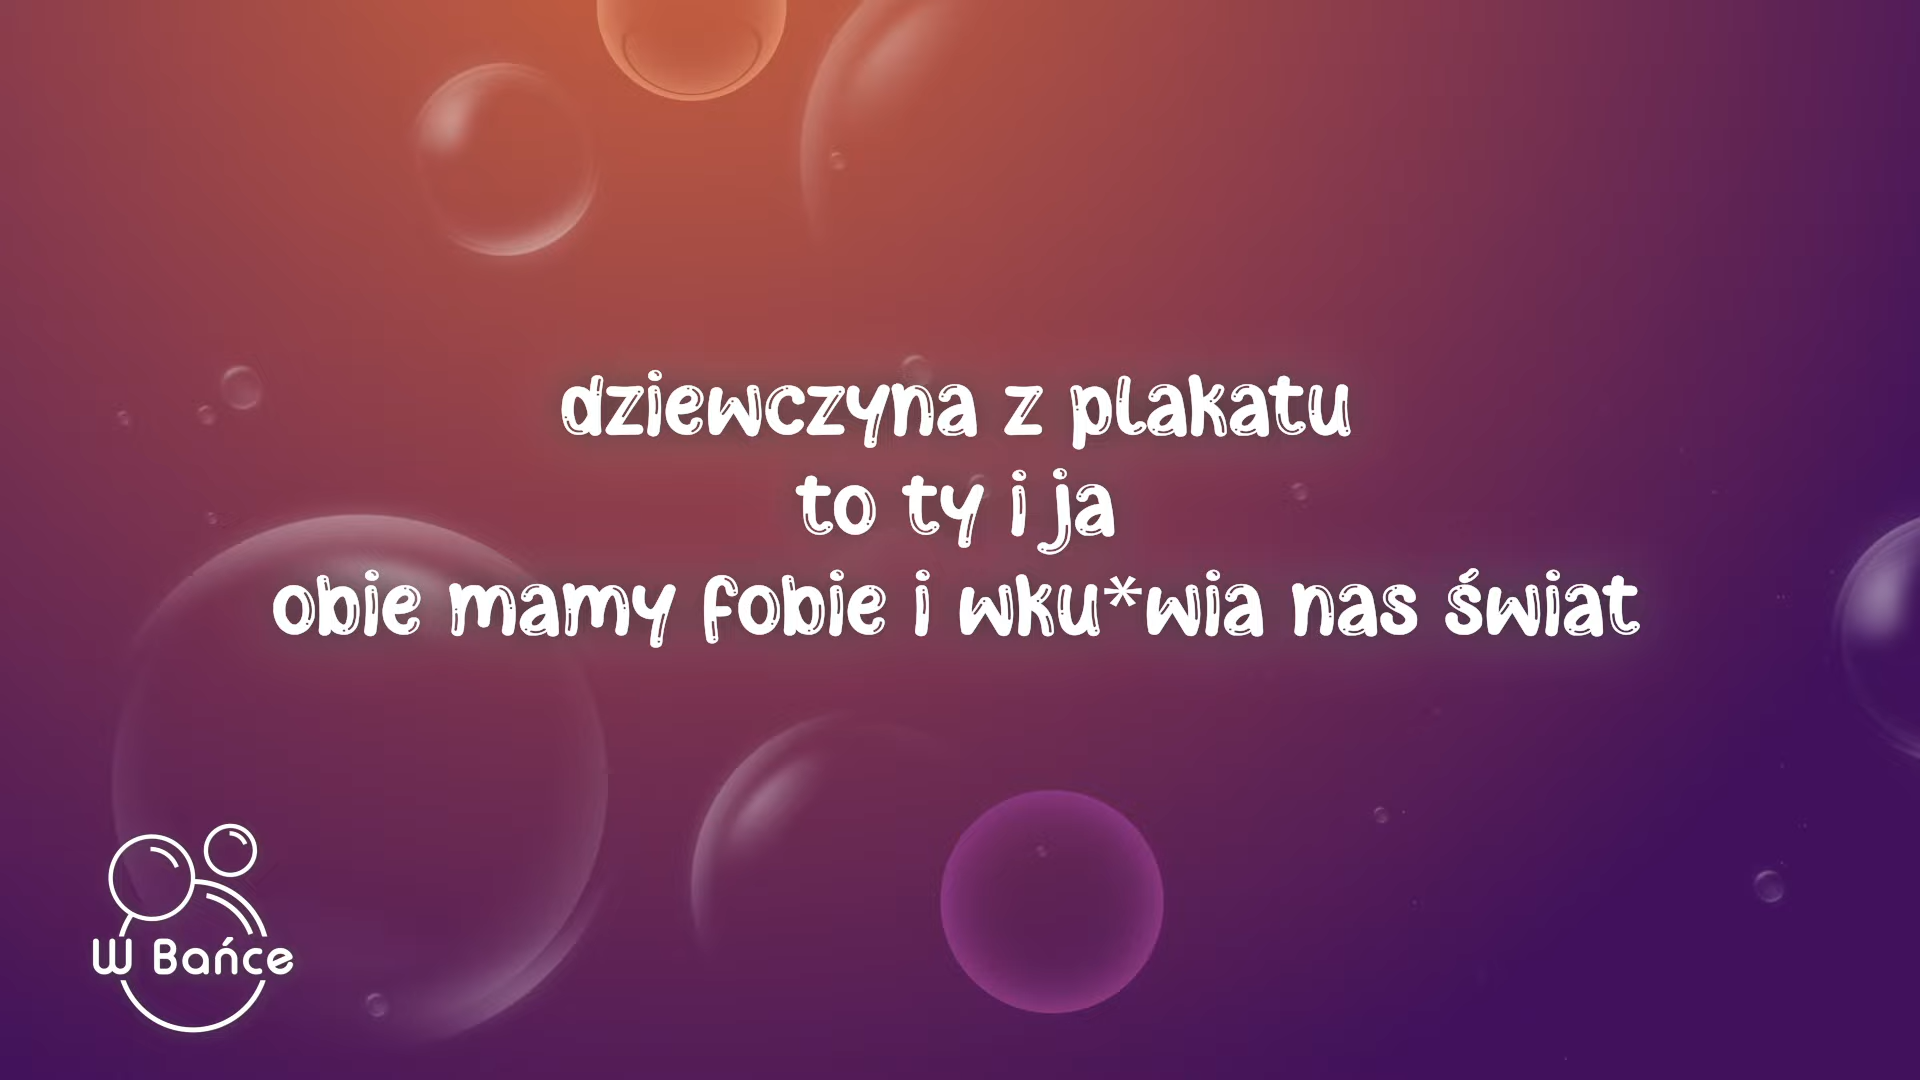 dziewczyna z plakatu
to ty i ja
obie mamy fobie i wku*wia nas świat
W Bańce